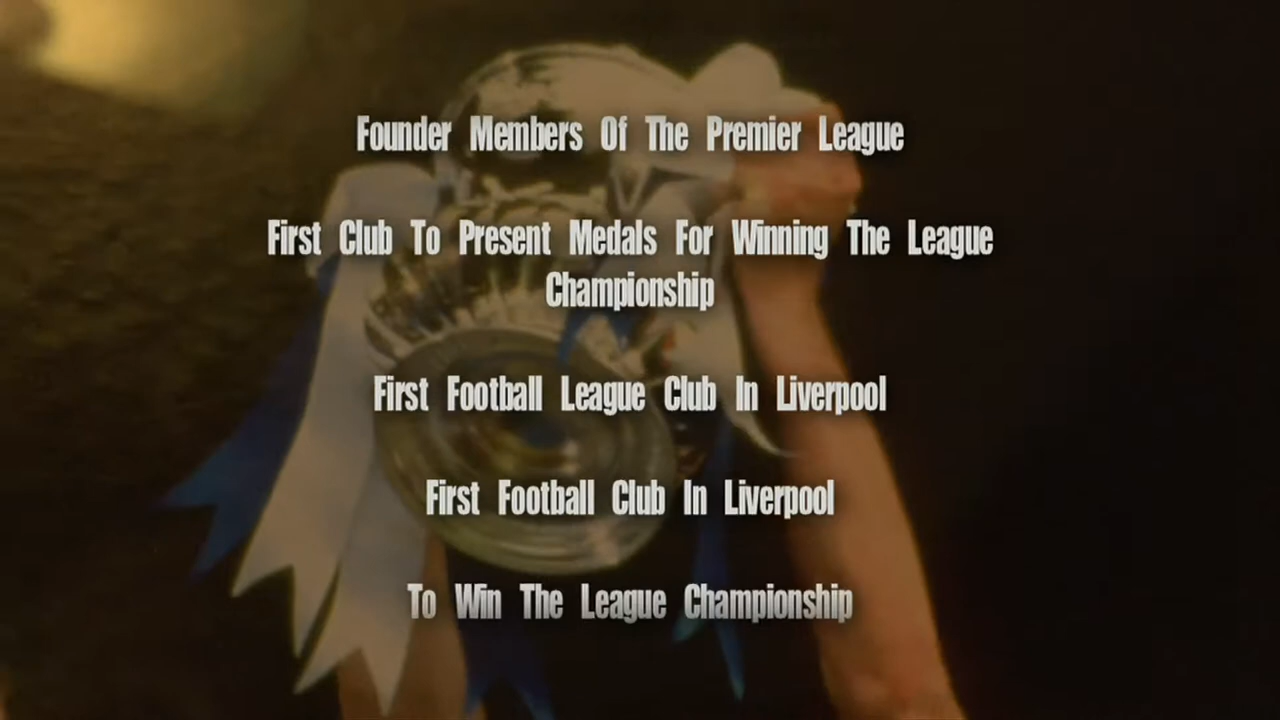 Founder Members Of The Premier League
First Club To Present Medals For Winning The League
Championship
First Football League Club In Liverpool
First Football Club In Liverpool
To Win The League Championship